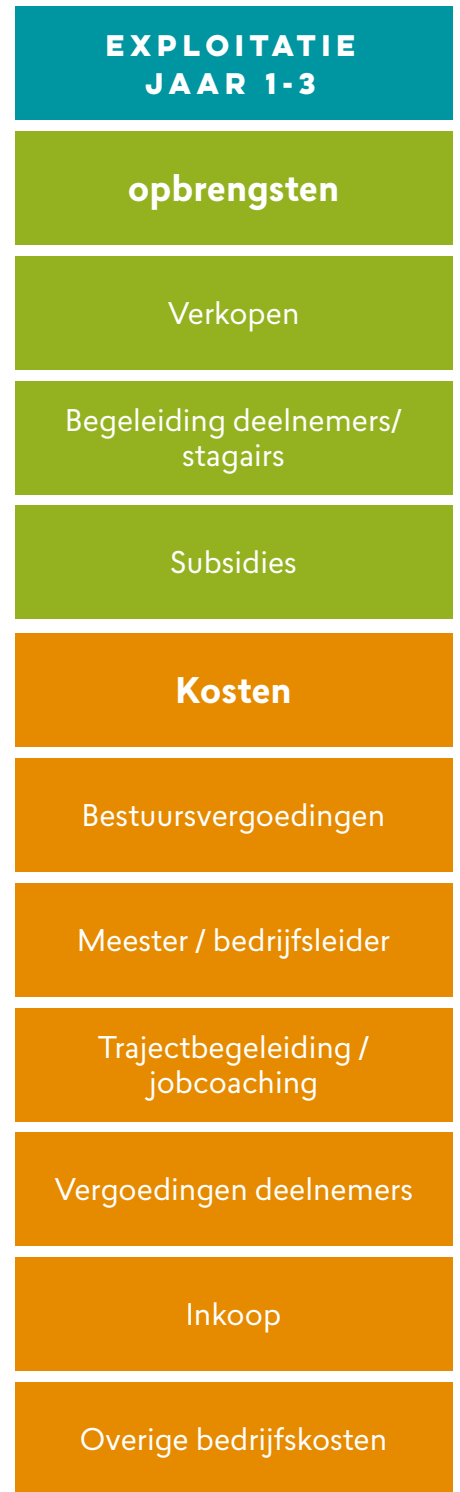 EXPLOITATIE
JAAR 1-3
opbrengsten
Verkopen
Begeleiding deelnemers/
stagairs
Subsidies
Kosten
Bestuursvergoedingen
Meester / bedrijfsleider
Trajectbegeleiding /
jobcoaching
Vergoedingen deelnemers
Inkoop
Overige bedrijfskosten